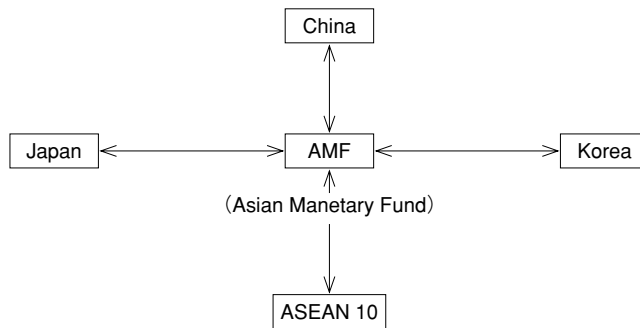 China
Japan
AMF
Korea
（Asian Manetary Fund）
ASEAN 10